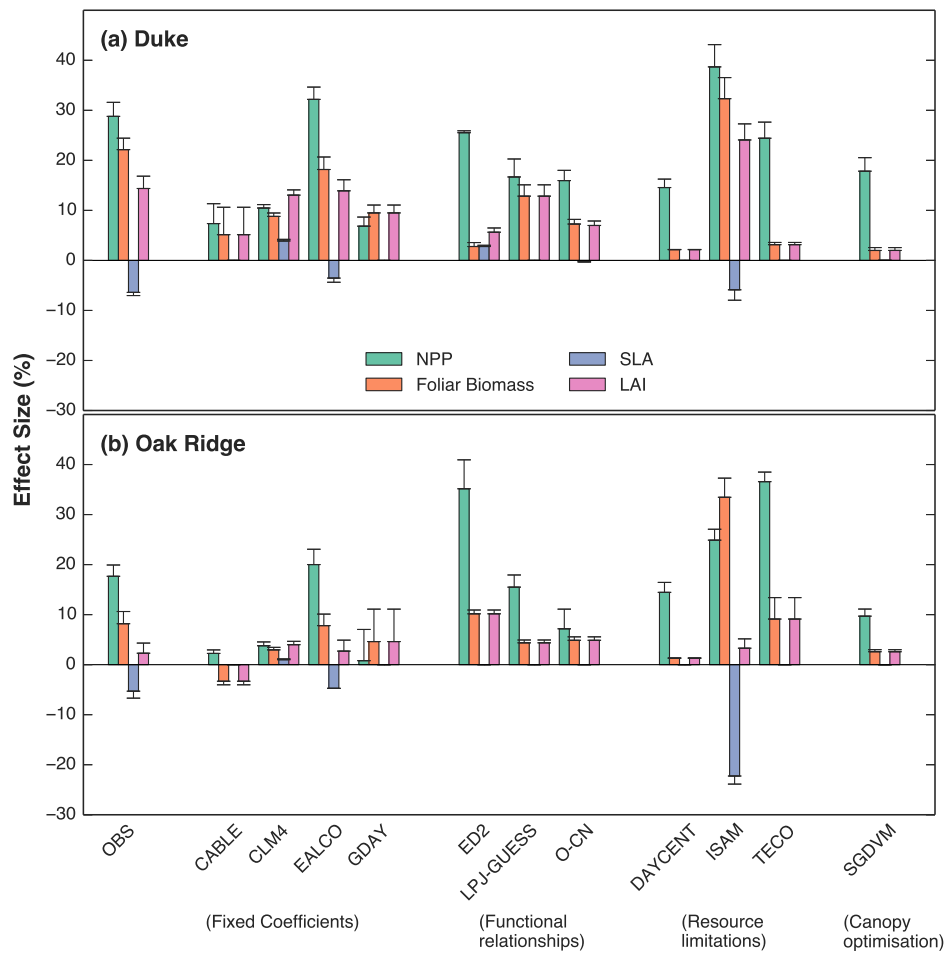 (a) Duke
40
30
20
10
0
−10
−20
−30
NPP
SLA
Foliar Biomass
LAI
Effect Size (%)
(b) Oak Ridge
40
30
20
10
0
−10
−20
−30
OBS
CABLE
CLM4
EALCO
GDAY
ED2
LPJ-GUESS
O-CN
DAYCENT
ISAM
TECO
SGDVM
(Fixed Coefficients)
(Functional
relationships)
(Resource
limitations)
(Canopy
optimisation)